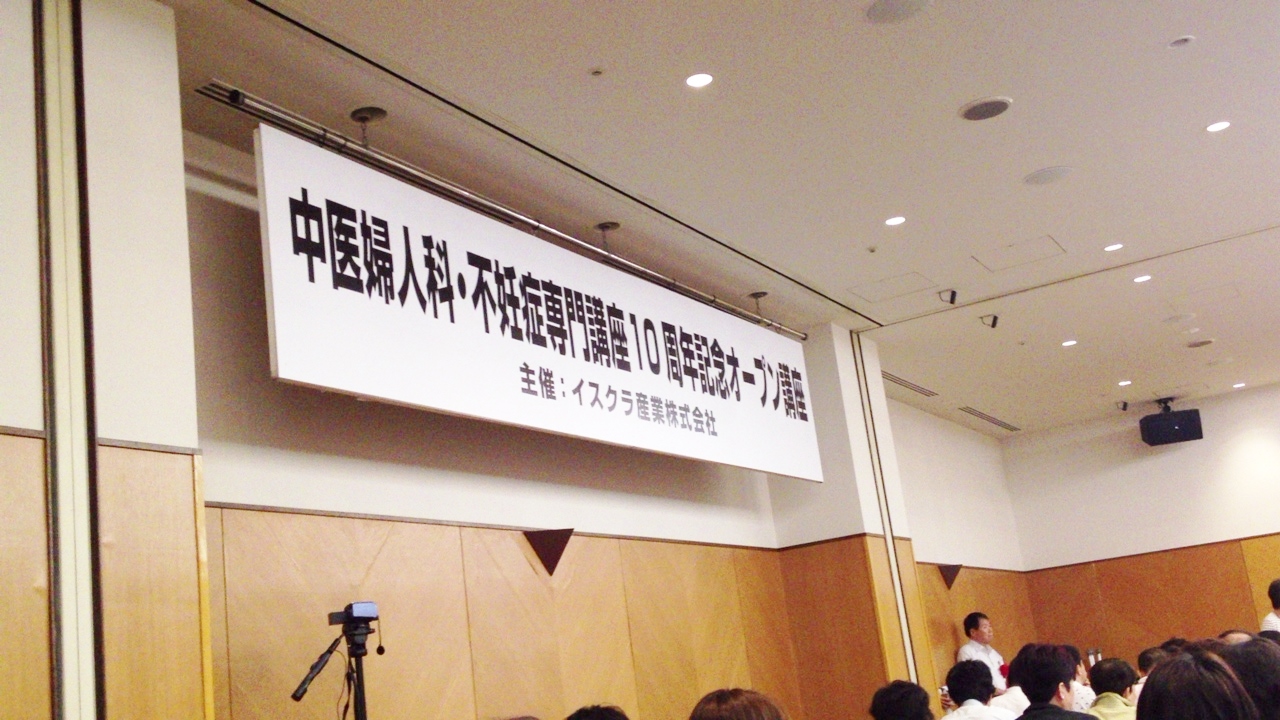 中医婦人科・不妊症専門講座10周年記念オープン講座
主催：イスクラ産業株式会社